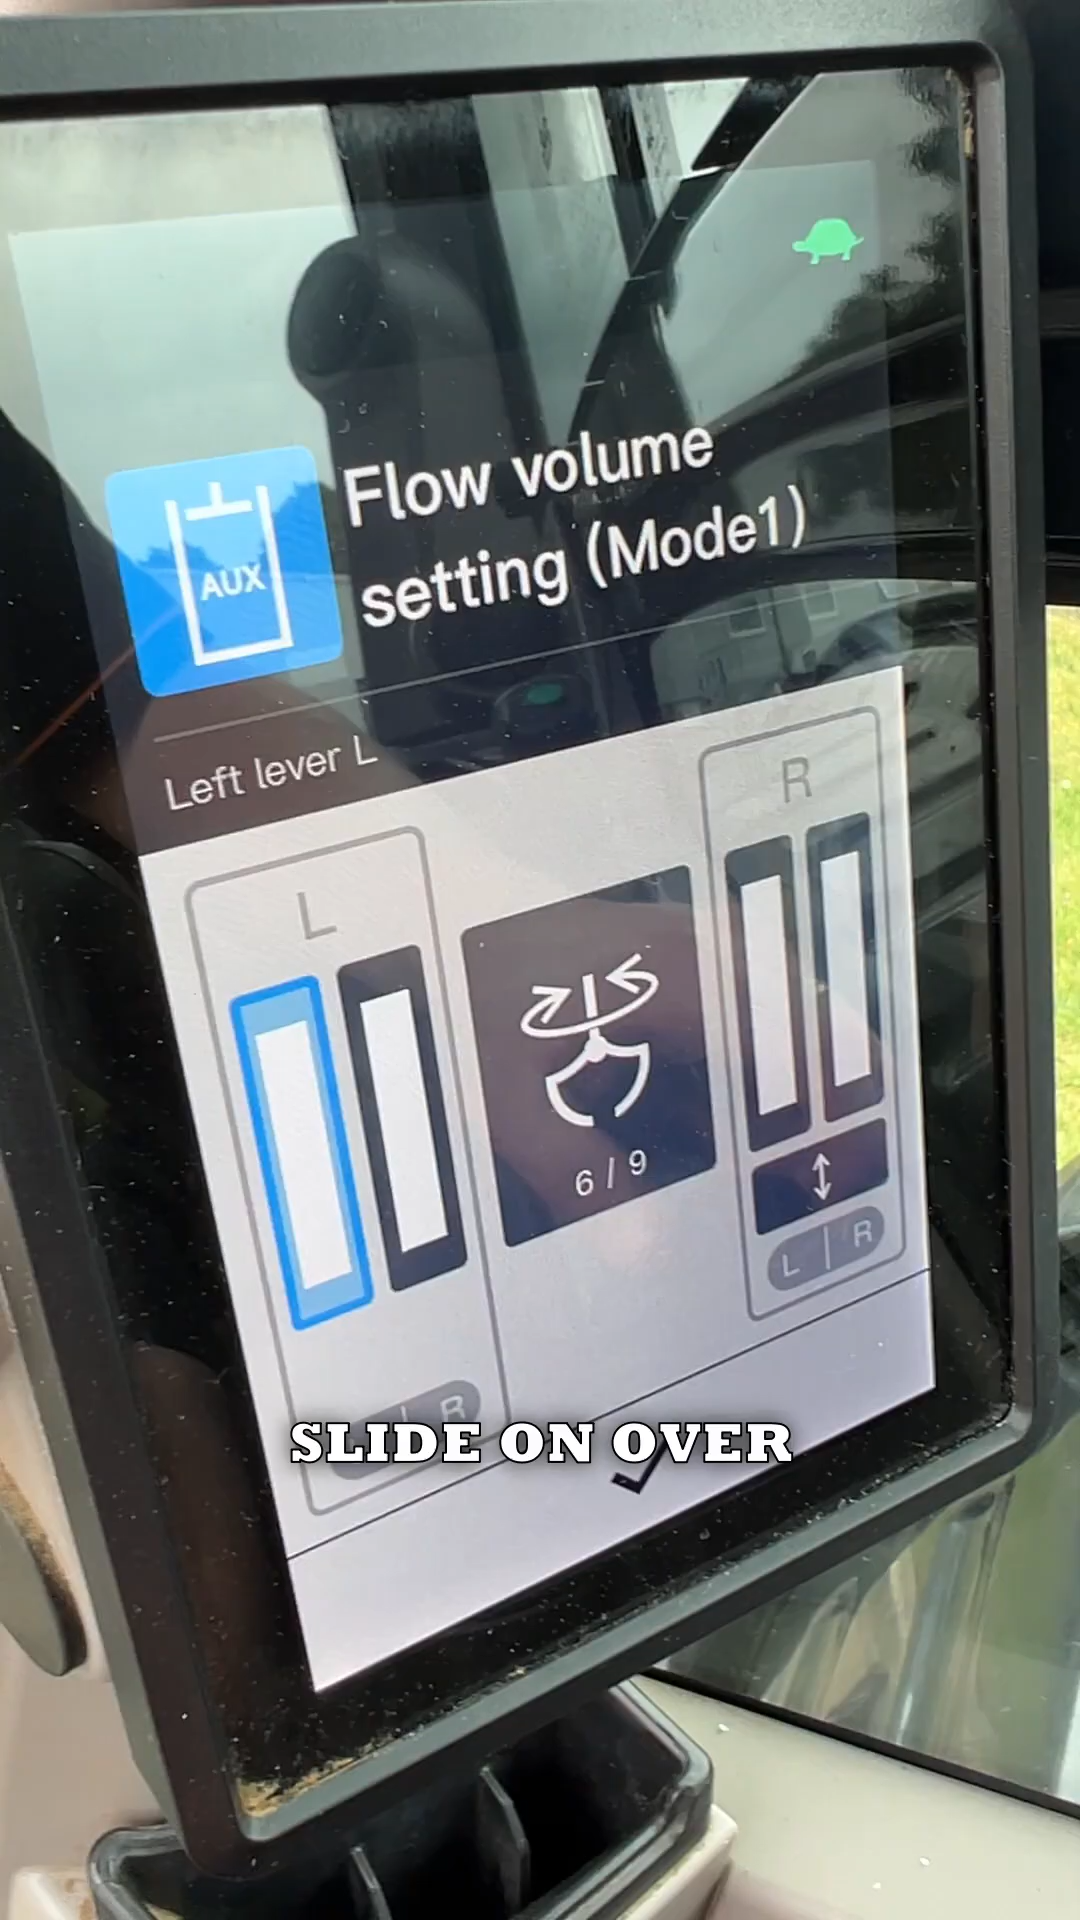 Flow volume
setting (Mode1)
AUX
Left lever L
L
R
6 / 9
L | R
R
SLIDE ON OVER